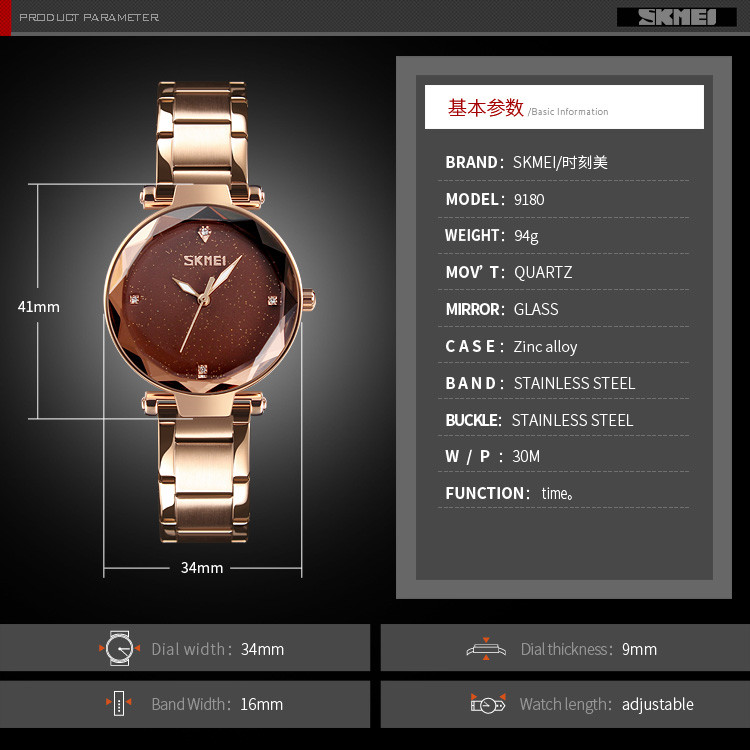 PRODUCT PARAMETER
SKMEI
基本参数 /Basic Information
BRAND: SKMEI/时刻美
MODEL: 9180
WEIGHT: 94g
MOV'T: QUARTZ
MIRROR: GLASS
CASE: Zinc alloy
BAND: STAINLESS STEEL
BUCKLE: STAINLESS STEEL
W/P: 30M
FUNCTION: time。
SKMEI
41mm
34mm
Dial width: 34mm
Dial thickness: 9mm
Band Width: 16mm
Watch length: adjustable